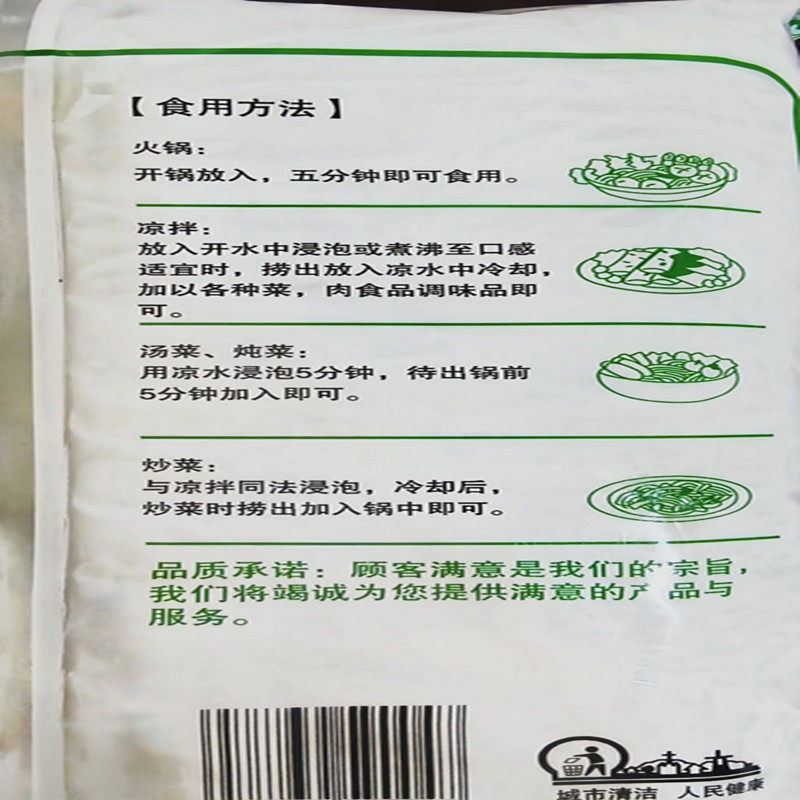 【食用方法】
火锅：
开锅放入，五分钟即可食用。
凉拌：
放入开水中浸泡或煮沸至口感
适宜时，捞出放入凉水中冷却，
加以各种菜，肉食品调味品即
可。
汤菜、炖菜：
用凉水浸泡5分钟，待出锅前
5分钟加入即可。
炒菜：
与凉拌同法浸泡，冷却后，
炒菜时捞出加入锅中即可。
品质承诺：顾客满意是我们的宗旨，
我们将竭诚为您提供满意的产品与
服务。
城市清洁 人民健康